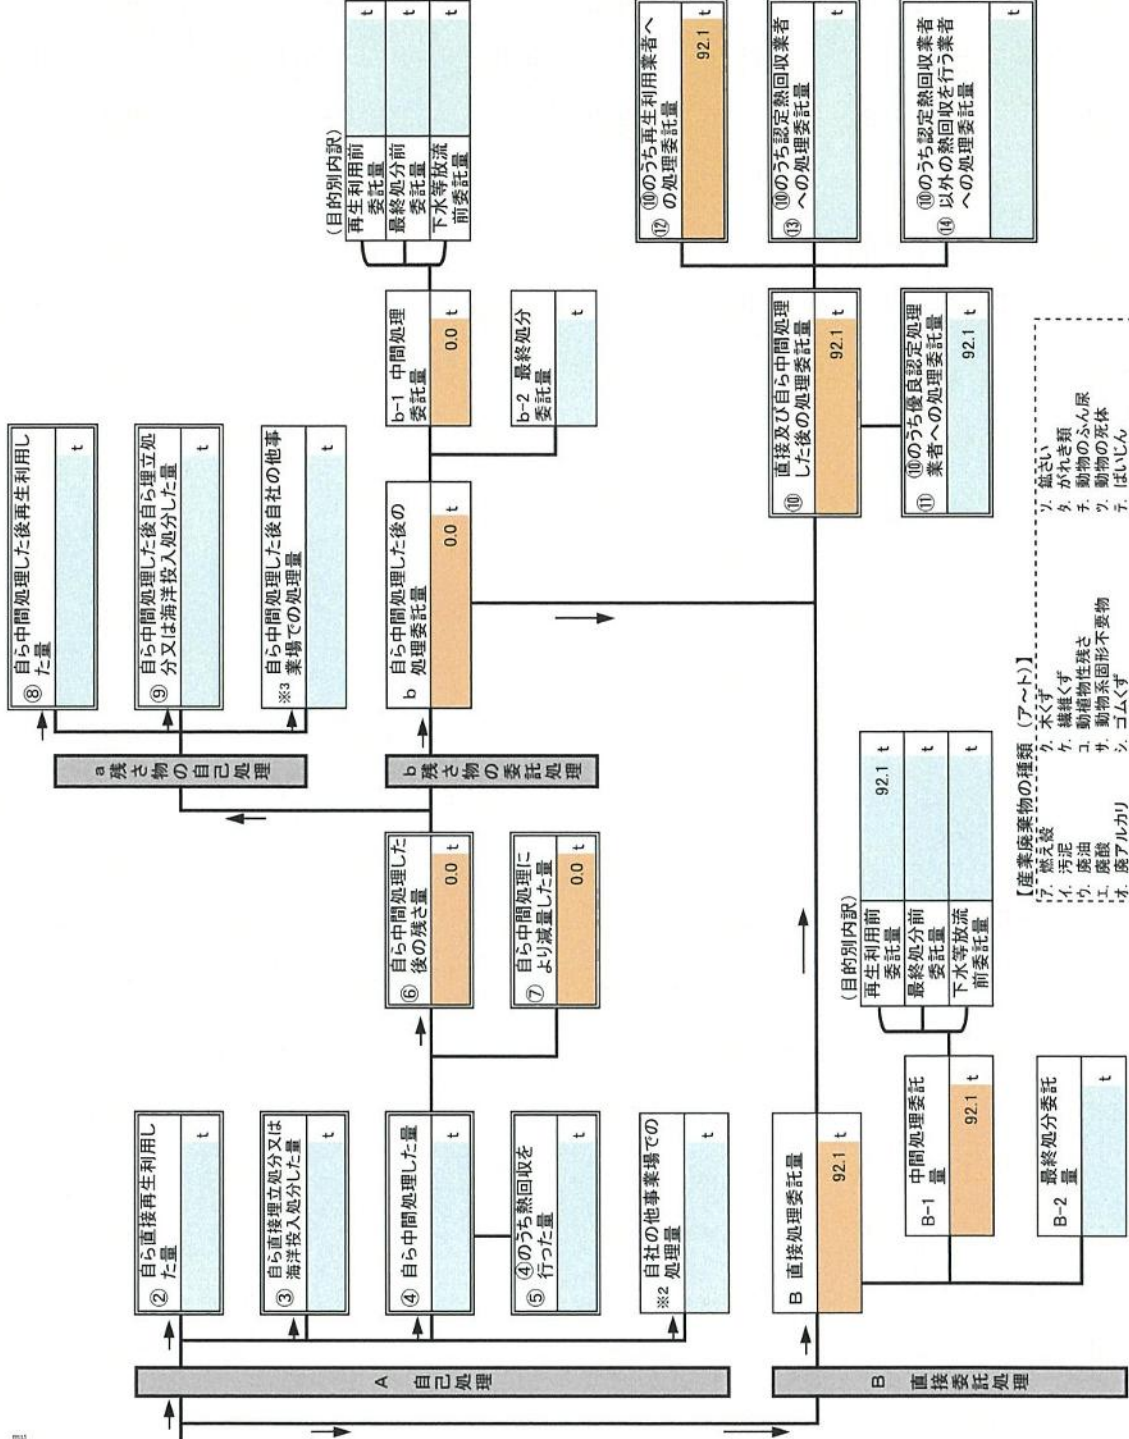 A 自己処理
② 自ら直接再生利用し
た量
t
③ 自ら直接埋立処分又は
海洋投入処分した量
t
④ 自ら中間処理した量
t
⑤ ④のうち熱回収を
行った量
t
※2 自社の他事業場での
処理量
t
⑥ 自ら中間処理した
後の残さ量
0.0 t
⑦ 自ら中間処理に
より減量した量
0.0 t
a 残さ物の自己処理
⑧ 自ら中間処理した後再生利用し
た量
t
⑨ 自ら中間処理した後自ら埋立処
分又は海洋投入処分した量
t
※3 自ら中間処理した後自社の他事
業場での処理量
t
b 残さ物の委託処理
b 自ら中間処理した後の
処理委託量
0.0 t
b-1 中間処理
委託量
0.0 t
b-2 最終処分
委託量
t
(目的別内訳)
再生利用前
委託量
t
最終処分前
委託量
t
下水等放流
前委託量
t
B 直接委託処理
B 直接処理委託量
92.1 t
B-1 中間処理委託
量
92.1 t
B-2 最終処分委託
量
t
(目的別内訳)
再生利用前
委託量
92.1 t
最終処分前
委託量
t
下水等放流
前委託量
t
⑩ 直接及び自ら中間処理
した後の処理委託量
92.1 t
⑪ ⑩のうち優良認定処理
業者への処理委託量
92.1 t
⑫ ⑩のうち再生利用業者へ
の処理委託量
92.1 t
⑬ ⑩のうち認定熱回収業者
への処理委託量
t
⑭ ⑩のうち認定熱回収業者
以外の熱回収を行う業者
への処理委託量
t
【産業廃棄物の種類 (ア～ト)】
ア. 燃え殻
イ. 汚泥
ウ. 廃油
エ. 廃酸
オ. 廃アルカリ
ク. 木くず
ケ. 繊維くず
コ. 動植物性残さ
サ. 動物系固形不要物
シ. ゴムくず
ソ. 鉱さい
タ. がれき類
チ. 動物のふん尿
ツ. 動物の死体
テ. ばいじん